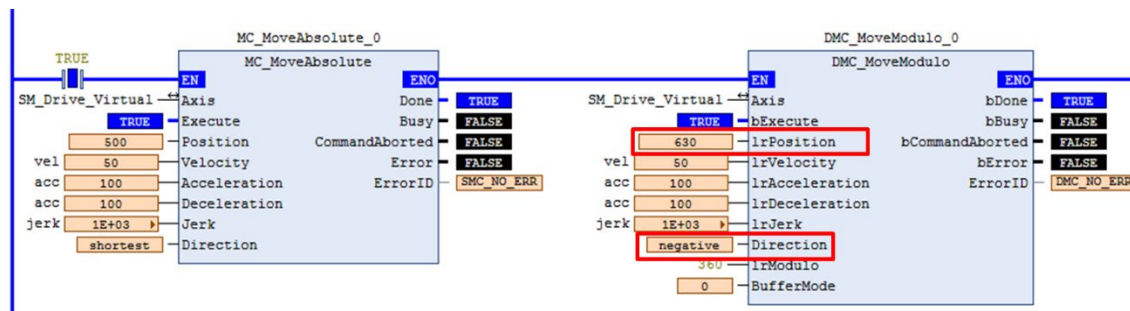 MC_MoveAbsolute_0
DMC_MoveModulo_0
TRUE
MC_MoveAbsolute
DMC_MoveModulo
EN ENO
EN ENO
SM_Drive_Virtual Axis Done TRUE
SM_Drive_Virtual Axis bDone TRUE
TRUE Execute Busy FALSE
TRUE bExecute bBusy FALSE
500 Position CommandAborted FALSE
630 lrPosition bCommandAborted FALSE
vel 50 Velocity Error FALSE
vel 50 lrVelocity bError FALSE
acc 100 Acceleration ErrorID SMC_NO_ERR
acc 100 lrAcceleration ErrorID DMC_NO_ERR
acc 100 Deceleration
acc 100 lrDeceleration
jerk 1E+03 Jerk
jerk 1E+03 lrJerk
shortest Direction
negative Direction
360 lrModulo
0 BufferMode